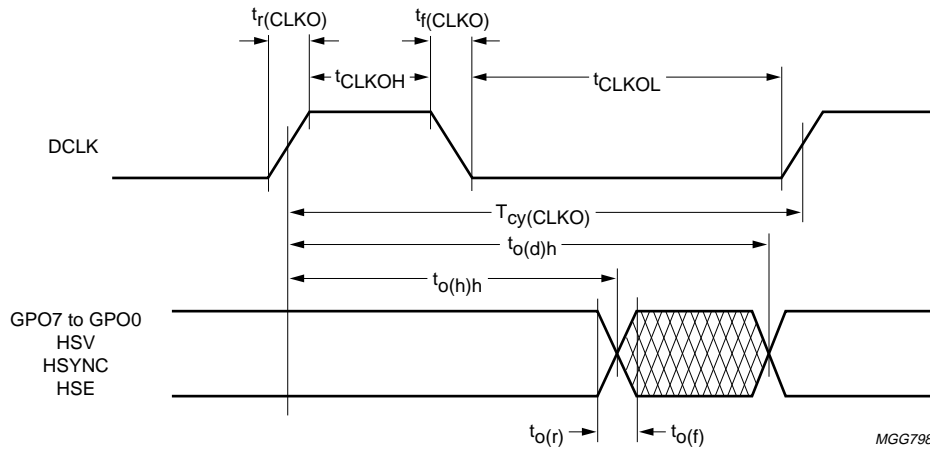 tr(CLKO)
tf(CLKO)
tCLKOH
tCLKOL
DCLK
Tcy(CLKO)
to(d)h
to(h)h
GPO7 to GPO0
HSV
HSYNC
HSE
to(r)
to(f)
MGG798